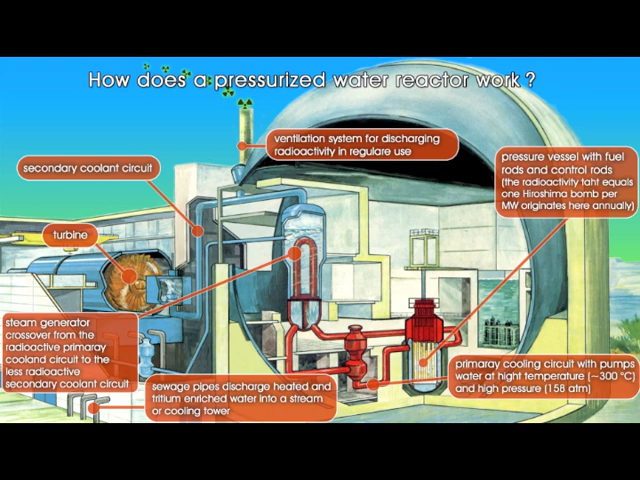 How does a pressurized water reactor work ?
ventilation system for discharging
radioactivity in regulare use
pressure vessel with fuel
rods and control rods
(the radioactivity taht equals
one Hiroshima bomb per
MW originates here annually)
secondary coolant circuit
turbine
steam generator
crossover from the
radioactive primaray
cooland circuit to the
less radioactive
secondary coolant circuit
sewage pipes discharge heated and
tritium enriched water into a stream
or cooling tower
primaray cooling circuit with pumps
water at hight temperature (~300 °C)
and high pressure (158 atm)